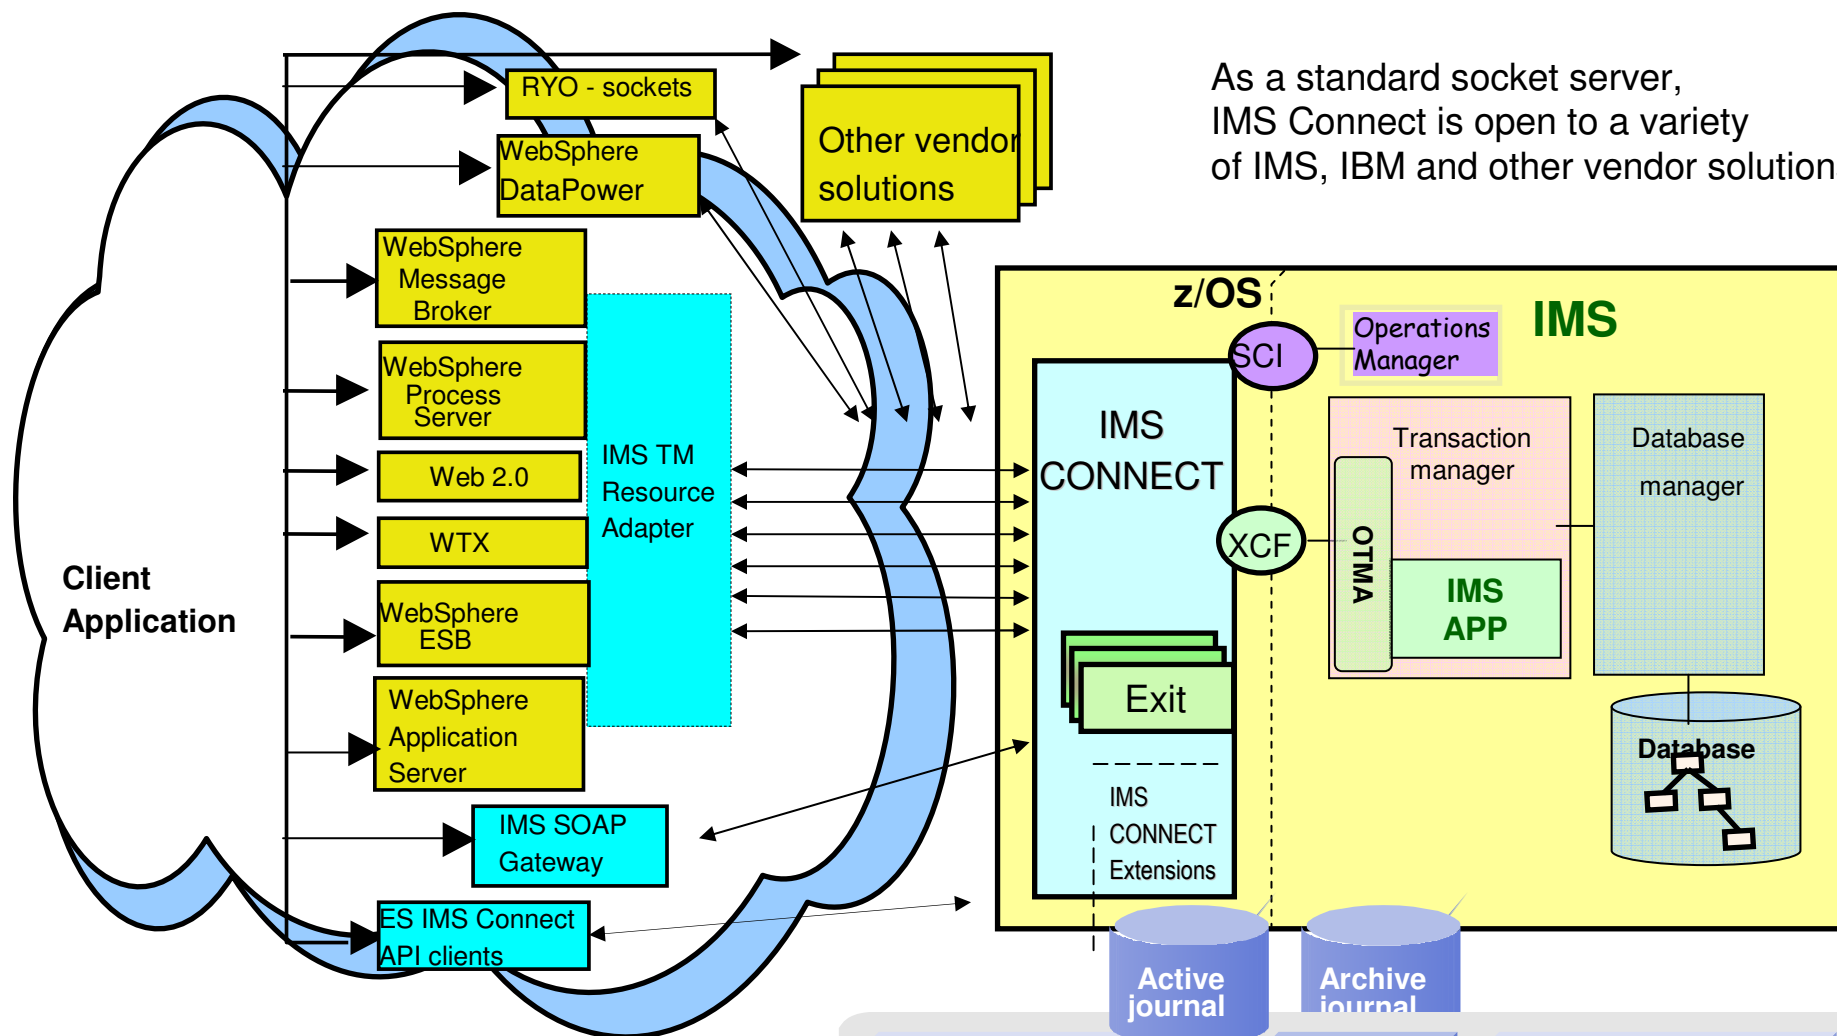 As a standard socket server,
IMS Connect is open to a variety
of IMS, IBM and other vendor solution
RYO - sockets
WebSphere
DataPower
Other vendor
solutions
WebSphere
Message
Broker
WebSphere
Process
Server
Web 2.0
WTX
WebSphere
ESB
WebSphere
Application
Server
IMS TM
Resource
Adapter
Client
Application
IMS SOAP
Gateway
ES IMS Connect
API clients
z/OS
IMS
SCI
Operations
Manager
IMS
CONNECT
XCF
Transaction
manager
OTMA
IMS
APP
Database
manager
Database
Exit
IMS
CONNECT
Extensions
Active
journal
Archive
journal